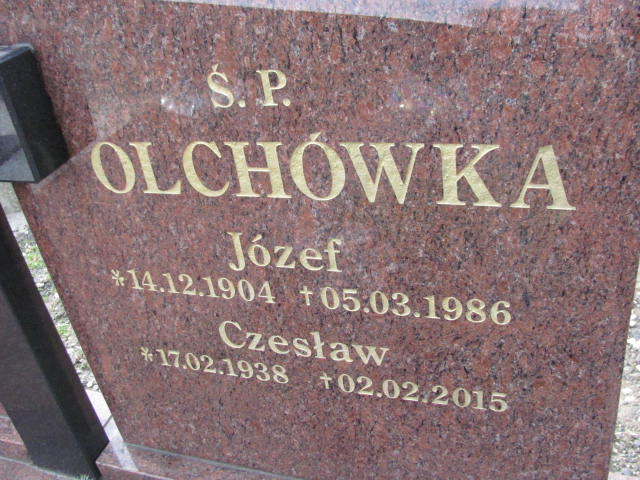 Ś. P.
OLCHÓWKA
Józef
* 14.12.1904 † 05.03.1986
Czesław
* 17.02.1938 † 02.02.2015